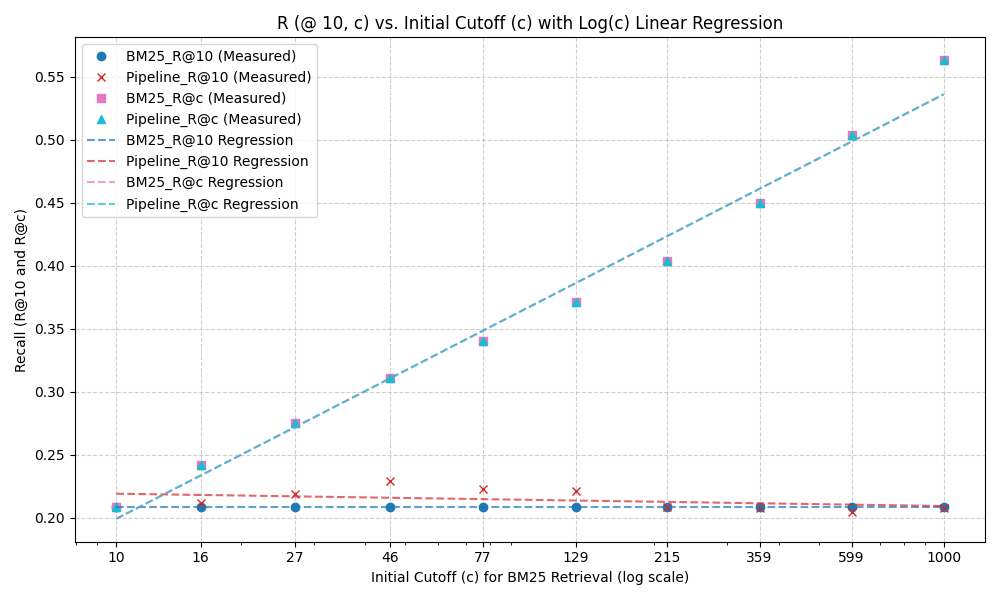 R (@ 10, c) vs. Initial Cutoff (c) with Log(c) Linear Regression
BM25_R@10 (Measured)
Pipeline_R@10 (Measured)
BM25_R@c (Measured)
Pipeline_R@c (Measured)
BM25_R@10 Regression
Pipeline_R@10 Regression
BM25_R@c Regression
Pipeline_R@c Regression
Recall (R@10 and R@c)
0.55
0.50
0.45
0.40
0.35
0.30
0.25
0.20
10 16 27 46 77 129 215 359 599 1000
Initial Cutoff (c) for BM25 Retrieval (log scale)